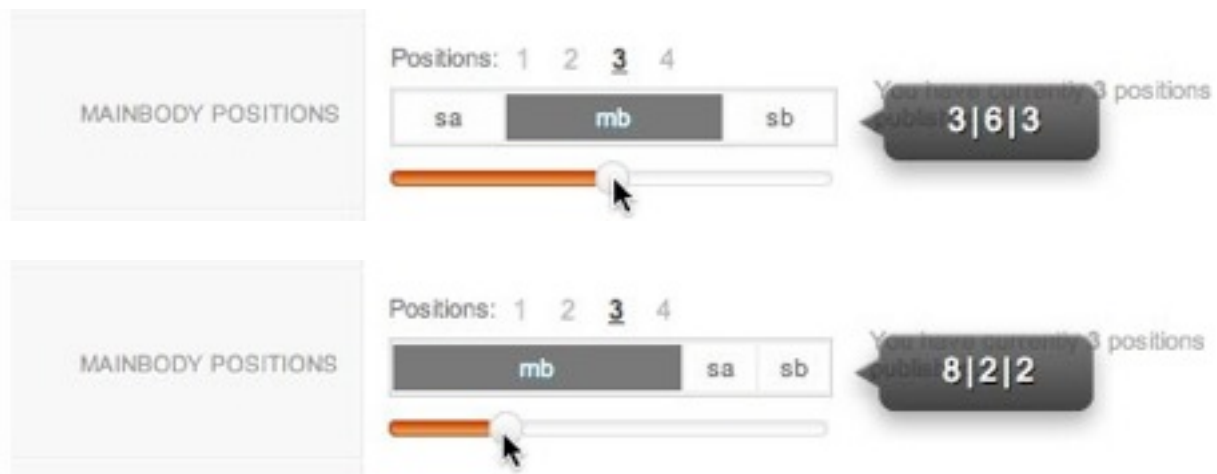 Positions: 1 2 3 4
MAINBODY POSITIONS
sa mb sb
You have currently 3 positions
3|6|3
Positions: 1 2 3 4
MAINBODY POSITIONS
mb sa sb
You have currently 3 positions
8|2|2